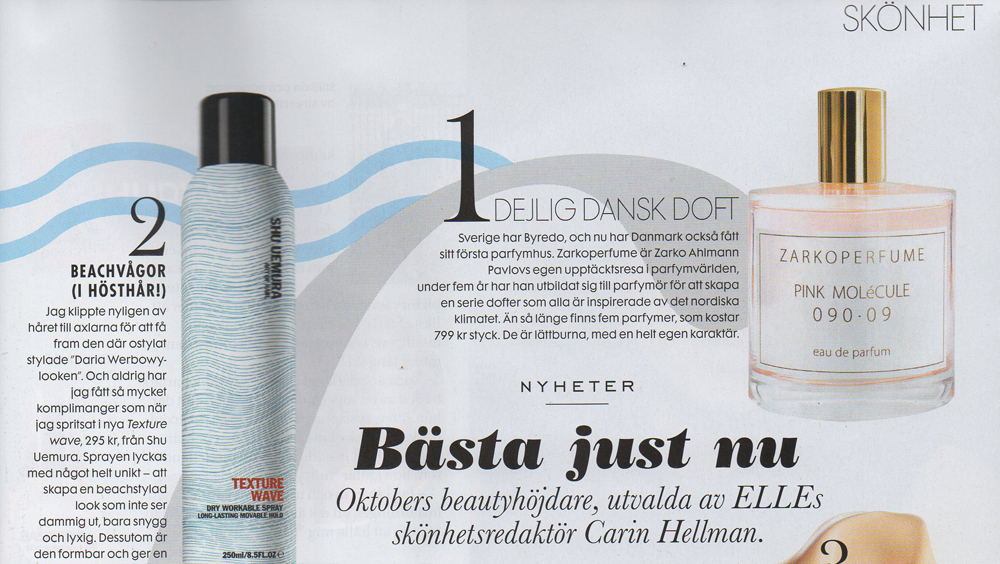 SKÖNHET
1
DEJLIG DANSK DOFT
Sverige har Byredo, och nu har Danmark också fått
sitt första parfymhus. Zarkoperfume är Zarko Ahlmann
Pavlovs egen upptäcktsresa i parfymvärlden,
under fem år har han utbildat sig till parfymör för att skapa
en serie dofter som alla är inspirerade av det nordiska
klimatet. Än så länge finns fem parfymer, som kostar
799 kr styck. De är lättburna, med en helt egen karaktär.
ZARKOPERFUME
PINK MOLéCULE
090·09
eau de parfum
2
BEACHVÅGOR
(I HÖSTHÅR!)
Jag klippte nyligen av
håret till axlarna för att få
fram den där ostylat
stylade "Daria Werbowy-
looken". Och aldrig har
jag fått så mycket
komplimanger som när
jag spritsat i nya Texture
wave, 295 kr, från Shu
Uemura. Sprayen lyckas
med något helt unikt – att
skapa en beachstylad
look som inte ser
dammig ut, bara snygg
och lyxig. Dessutom är
den formbar och ger en
SHU UEMURA
TEXTURE
WAVE
DRY WORKABLE SPRAY
LONG-LASTING MOVABLE HOLD
250ml/8.5FL.OZ
NYHETER
Bästa just nu
Oktobers beautyhöjdare, utvalda av ELLEs
skönhetsredaktör Carin Hellman.